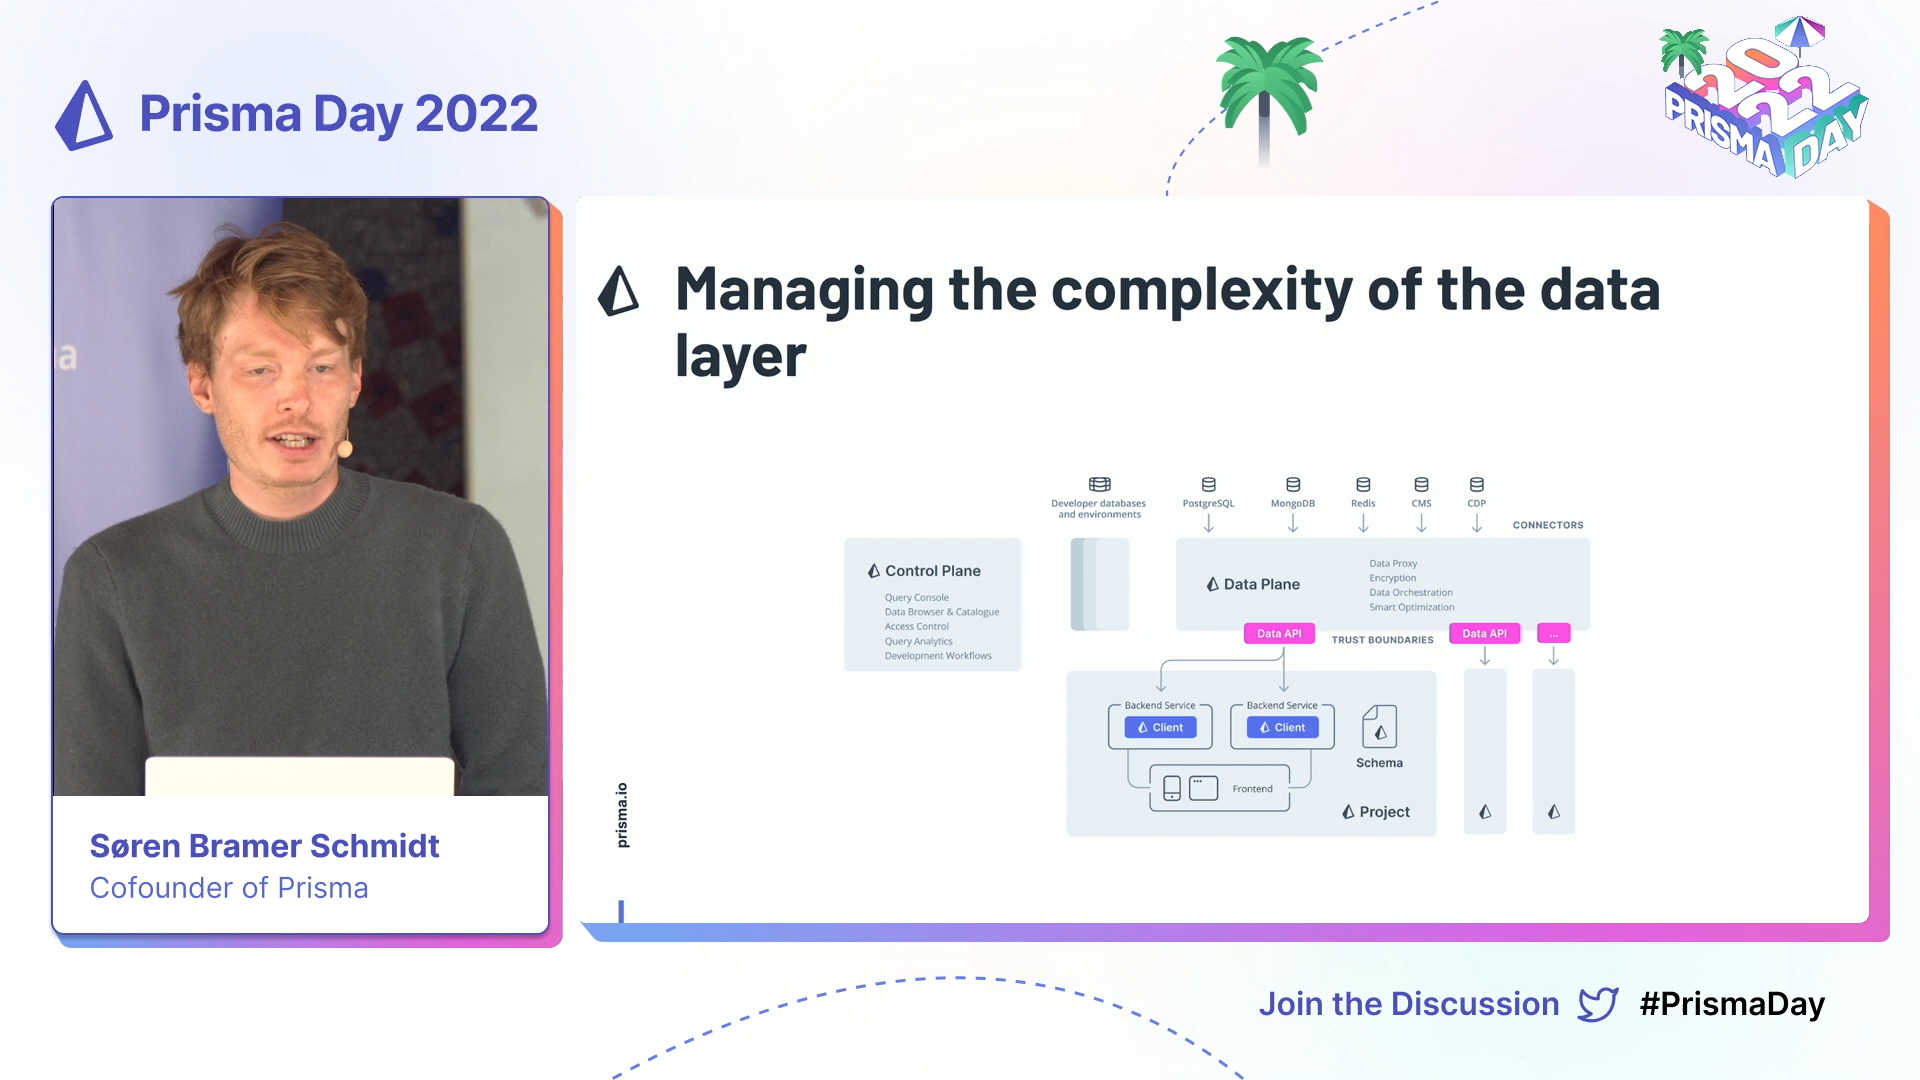 Prisma Day 2022
2022
PRISMA DAY
a
Søren Bramer Schmidt
Cofounder of Prisma
Managing the complexity of the data
layer
prisma.io
Developer databases
and environments
PostgreSQL
MongoDB
Redis
CMS
CDP
CONNECTORS
Control Plane
Query Console
Data Browser & Catalogue
Access Control
Query Analytics
Development Workflows
Data Plane
Data Proxy
Encryption
Data Orchestration
Smart Optimization
Data API
TRUST BOUNDARIES
Data API
...
Backend Service
Client
Backend Service
Client
Schema
Frontend
Project
Join the Discussion #PrismaDay